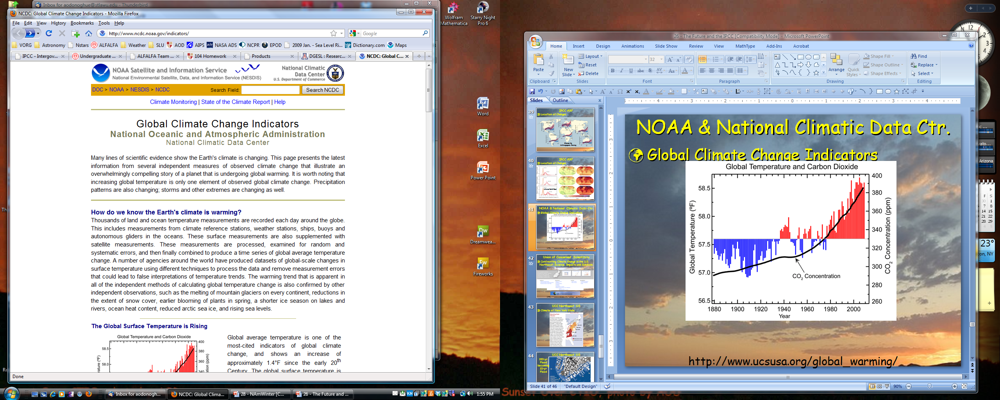 Inbox for aodonoghue@stlawu.edu - Thunderbird
NCDC: Global Climate Change Indicators - Mozilla Firefox
File Edit View History Bookmarks Tools Help
http://www.ncdc.noaa.gov/indicators/
Google
VORG Astronomy Nstars ALFALFA Weather SLU AOD AIPS NASA ADS NCPR EPOD 2009 Jan. - Sea Level Ri... Dictionary.com Maps
IPCC - Intergov... Undergraduate ... ALFALFA Team ... 104 Homework Products DGESL : Researc... NCDC: Global C...
NOAA Satellite and Information Service
National Environmental Satellite, Data, and Information Service (NESDIS)
National Climatic
Data Center
U.S. Department of Commerce
DOC > NOAA > NESDIS > NCDC Search Field: Search NCDC
Climate Monitoring | State of the Climate Report | Help
Global Climate Change Indicators
National Oceanic and Atmospheric Administration
National Climatic Data Center
Many lines of scientific evidence show the Earth's climate is changing. This page presents the latest
information from several independent measures of observed climate change that illustrate an
overwhelmingly compelling story of a planet that is undergoing global warming. It is worth noting that
increasing global temperature is only one element of observed global climate change. Precipitation
patterns are also changing; storms and other extremes are changing as well.
How do we know the Earth's climate is warming?
Thousands of land and ocean temperature measurements are recorded each day around the globe.
This includes measurements from climate reference stations, weather stations, ships, buoys and
autonomous gliders in the oceans. These surface measurements are also supplemented with
satellite measurements. These measurements are processed, examined for random and
systematic errors, and then finally combined to produce a time series of global average temperature
change. A number of agencies around the world have produced datasets of global-scale changes in
surface temperature using different techniques to process the data and remove measurement errors
that could lead to false interpretations of temperature trends. The warming trend that is apparent in
all of the independent methods of calculating global temperature change is also confirmed by other
independent observations, such as the melting of mountain glaciers on every continent, reductions in
the extent of snow cover, earlier blooming of plants in spring, a shorter ice season on lakes and
rivers, ocean heat content, reduced arctic sea ice, and rising sea levels.
The Global Surface Temperature is Rising
Global Temperature and Carbon Dioxide
58.5
58.0
400
380
360
340
Global average temperature is one of the
most-cited indicators of global climate
change, and shows an increase of
approximately 1.4°F since the early 20th
Century. The global surface temperature is
Done
Wolfram
Mathematica
Starry Night
Pro 6
Word
Excel
Power Point
Dreamwea...
Fireworks
Inbox for aodonogh... NCDC: Global Clima... 28 - NAmWinter [C... 26 - The Future and ... KN 1:55 PM
26 - The Future and the IPCC [Compatibility Mode] - Microsoft PowerPoint
Home Insert Design Animations Slide Show Review View MathType Add-Ins Acrobat
Paste
Clipboard
New
Slide
Layout
Reset
Delete
Slides
32
Font
Paragraph
Arrange
Quick
Styles
Shape Fill
Shape Outline
Shape Effects
Drawing
Find
Replace
Select
Editing
Slides Outline
39
IPCC ARF
Location of Changes
40
IPCC ARF
Location of Changes
Uncertainties
41
NOAA & National Climatic Data Ctr.
Global Climate Change Indicators
42
Union of Concerned Scientists
Confronting Climate Change in the U.S.
Northeast: Science, Impacts and Solutions
43
UCC Northeast US
Climate of New York State
44
UCC Northeast US
100-yr
Flood
becoming
10-yr
Flood
NOAA & National Climatic Data Ctr.
Global Climate Change Indicators
Global Temperature and Carbon Dioxide
Global Temperature (ºF)
58.5
58.0
57.5
57.0
56.5
400
380
360
340
320
300
280
260
CO2 Concentration (ppm)
CO2 Concentration
1880 1900 1920 1940 1960 1980 2000
Year
http://www.ucsusa.org/global_warming/
Slide 41 of 46 "Default Design" 90%
Arizona
23°
Sunset Over